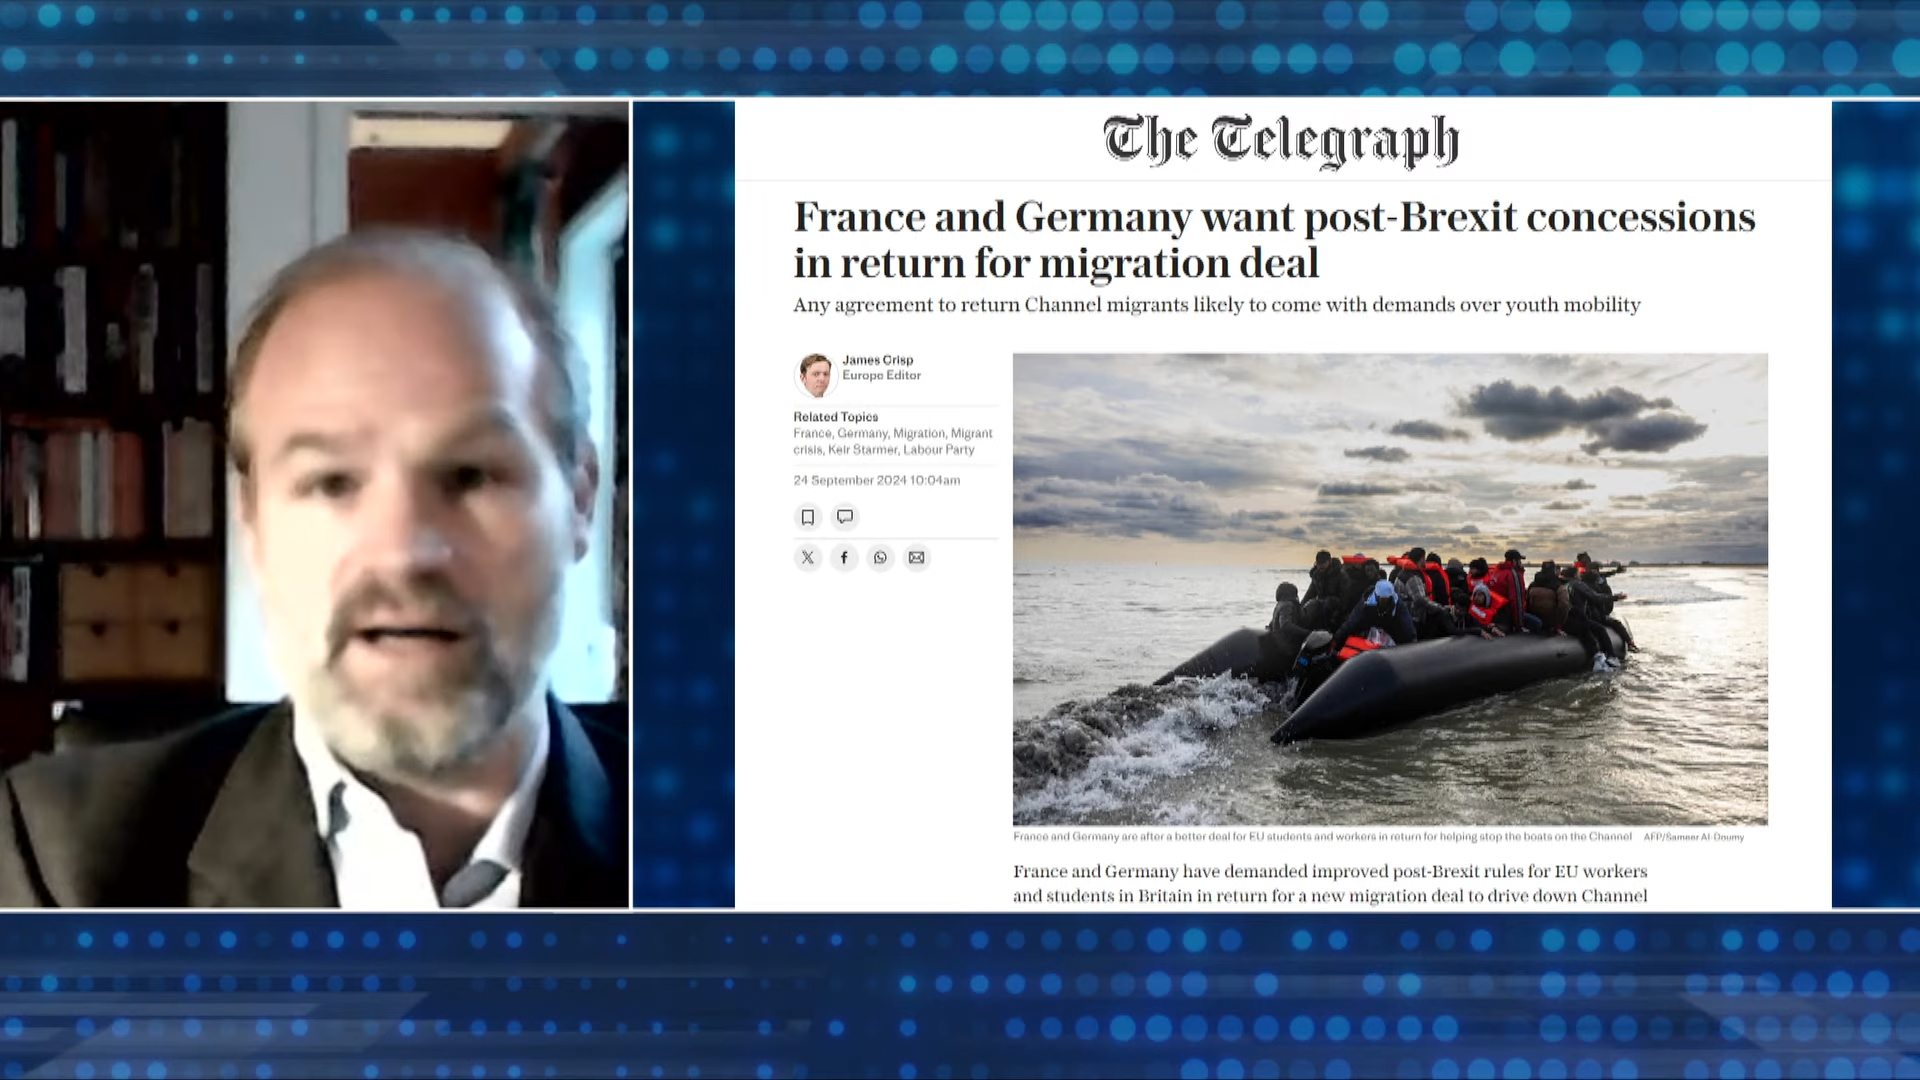 The Telegraph
France and Germany want post-Brexit concessions
in return for migration deal
Any agreement to return Channel migrants likely to come with demands over youth mobility
James Crisp
Europe Editor
Related Topics
France, Germany, Migration, Migrant
crisis, Keir Starmer, Labour Party
24 September 2024 10:04am
France and Germany are after a better deal for EU students and workers in return for helping stop the boats on the Channel AFP/Sameer Al-Doumy
France and Germany have demanded improved post-Brexit rules for EU workers
and students in Britain in return for a new migration deal to drive down Channel